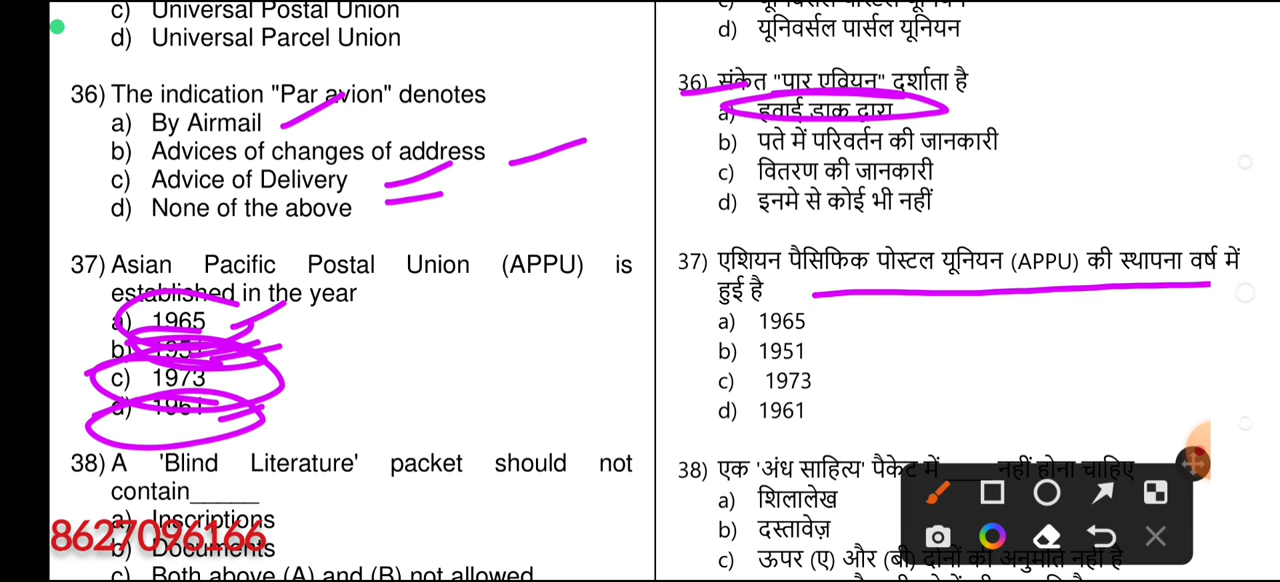 c) Universal Postal Union
d) Universal Parcel Union
36) The indication "Par avion" denotes
a) By Airmail
b) Advices of changes of address
c) Advice of Delivery
d) None of the above
37) Asian Pacific Postal Union (APPU) is
established in the year
a) 1965
b) 1951
c) 1973
d) 1961
38) A 'Blind Literature' packet should not
contain_____
a) Inscriptions
b) Documents
c) Both above (A) and (B) not allowed
8627096166
d) यूनिवर्सल पार्सल यूनियन
36) संकेत "पार एवियन" दर्शाता है
a) हवाई डाक द्वारा
b) पते में परिवर्तन की जानकारी
c) वितरण की जानकारी
d) इनमे से कोई भी नहीं
37) एशियन पैसिफिक पोस्टल यूनियन (APPU) की स्थापना वर्ष में
हुई है
a) 1965
b) 1951
c) 1973
d) 1961
38) एक 'अंध साहित्य' पैकेट में_____नहीं होना चाहिए
a) शिलालेख
b) दस्तावेज़
c) ऊपर (ए) और (बी) दोनों की अनुमति नहीं है